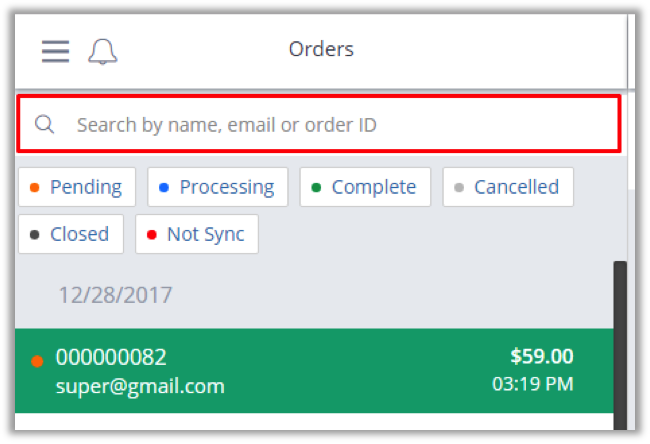 Orders
Search by name, email or order ID
Pending Processing Complete Cancelled
Closed Not Sync
12/28/2017
000000082 $59.00
super@gmail.com 03:19 PM